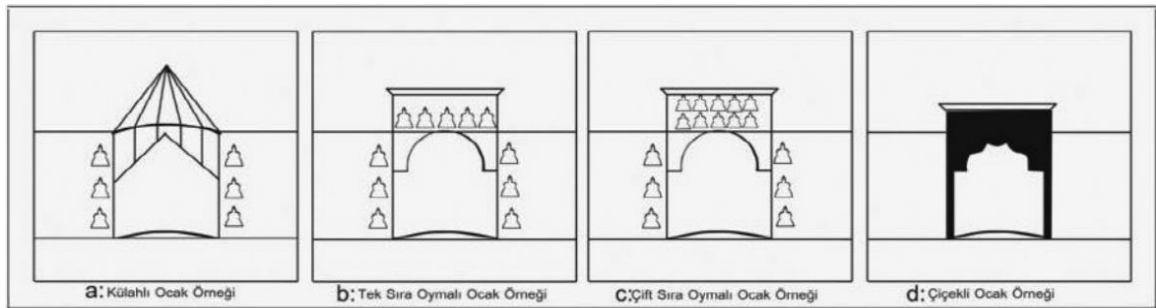 a: Külahlı Ocak Örneği
b: Tek Sıra Oymalı Ocak Örneği
c: Çift Sıra Oymalı Ocak Örneği
d: Çiçekli Ocak Örneği